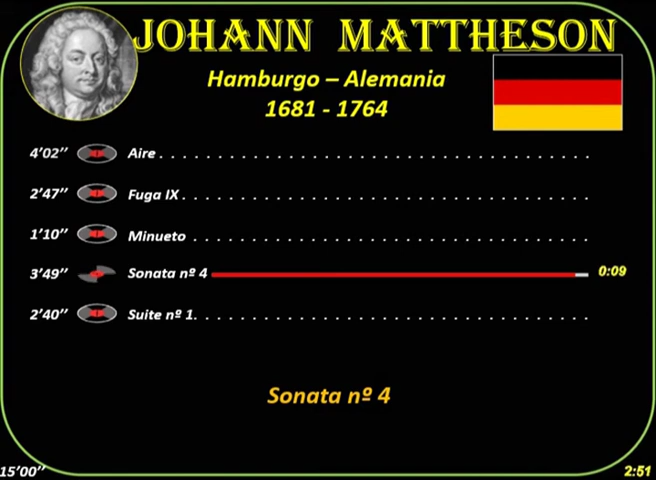 JOHANN MATTHESON
Hamburgo – Alemania
1681 - 1764
4'02'' Aire . . . . . . . . . . . . . . . . . . . . . . . . . . . . . . . . . . . . .
2'47'' Fuga IX . . . . . . . . . . . . . . . . . . . . . . . . . . . . . . . . . . .
1'10'' Minueto . . . . . . . . . . . . . . . . . . . . . . . . . . . . . . . . . .
3'49'' Sonata nº 4 0:09
2'40'' Suite nº 1. . . . . . . . . . . . . . . . . . . . . . . . . . . . . . . . . .
Sonata nº 4
15'00'' 2:51